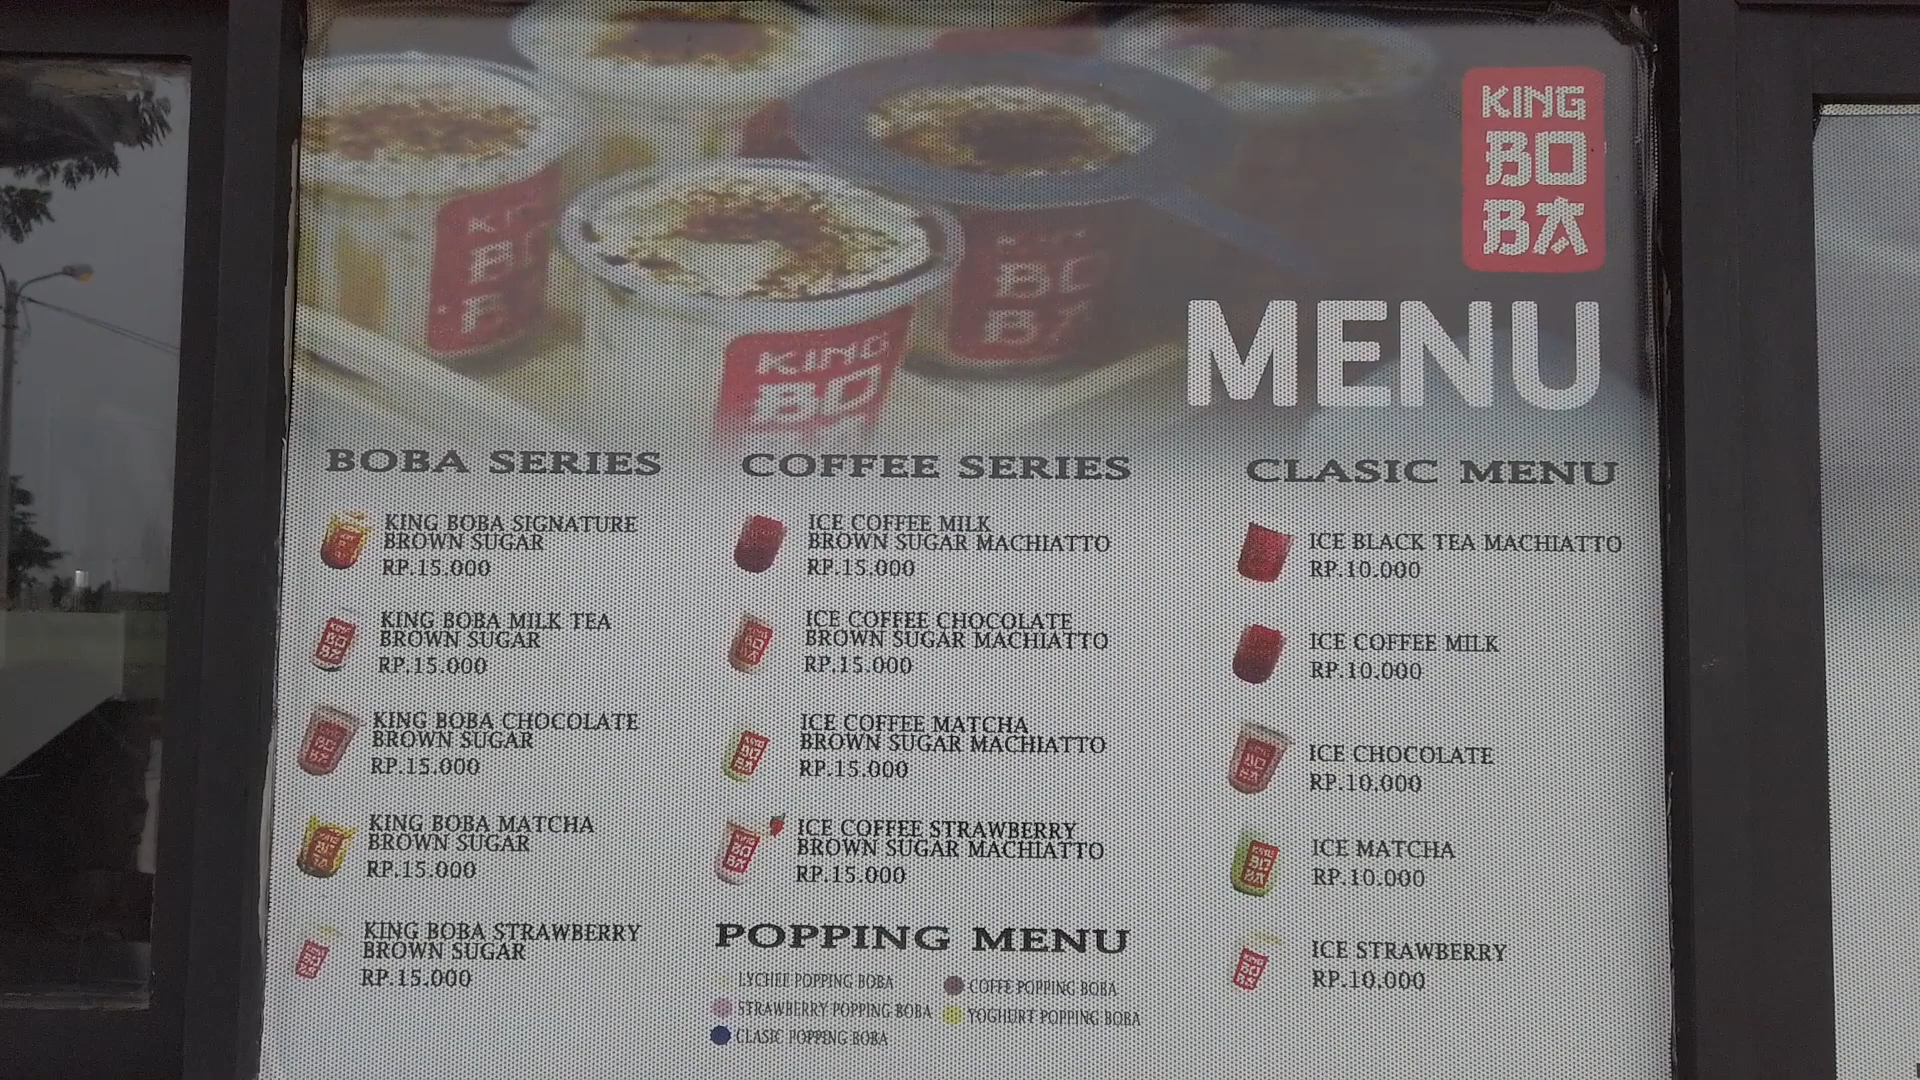 KING
BO
BA
KING
BO
MENU
BOBA SERIES
KING BOBA SIGNATURE
BROWN SUGAR
RP.15.000
KING BOBA MILK TEA
BROWN SUGAR
RP.15.000
KING BOBA CHOCOLATE
BROWN SUGAR
RP.15.000
KING BOBA MATCHA
BROWN SUGAR
RP.15.000
KING BOBA STRAWBERRY
BROWN SUGAR
RP.15.000
COFFEE SERIES
ICE COFFEE MILK
BROWN SUGAR MACHIATTO
RP.15.000
ICE COFFEE CHOCOLATE
BROWN SUGAR MACHIATTO
RP.15.000
ICE COFFEE MATCHA
BROWN SUGAR MACHIATTO
RP.15.000
ICE COFFEE STRAWBERRY
BROWN SUGAR MACHIATTO
RP.15.000
POPPING MENU
LYCHEE POPPING BOBA
STRAWBERRY POPPING BOBA
CLASIC POPPING BOBA
COFFE POPPING BOBA
YOGHURT POPPING BOBA
CLASIC MENU
ICE BLACK TEA MACHIATTO
RP.10.000
ICE COFFEE MILK
RP.10.000
ICE CHOCOLATE
RP.10.000
ICE MATCHA
RP.10.000
ICE STRAWBERRY
RP.10.000